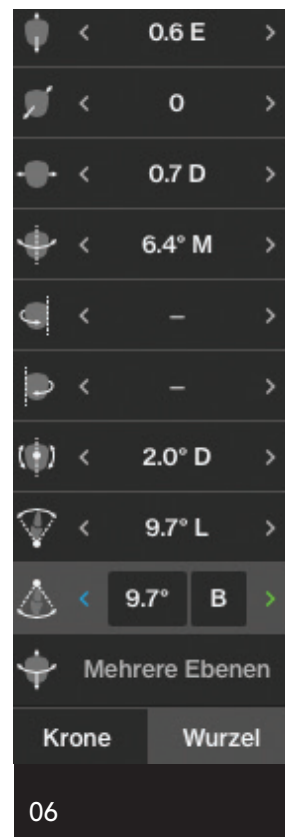 0.6 E
0
0.7 D
6.4° M
–
–
2.0° D
9.7° L
9.7° B
Mehrere Ebenen
Krone Wurzel
06